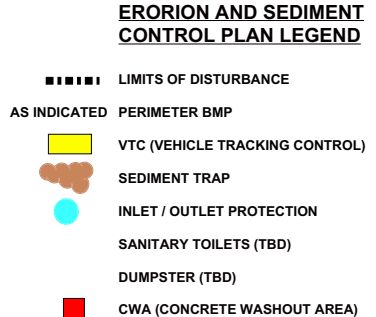 ERORION AND SEDIMENT
CONTROL PLAN LEGEND
LIMITS OF DISTURBANCE
AS INDICATED PERIMETER BMP
VTC (VEHICLE TRACKING CONTROL)
SEDIMENT TRAP
INLET / OUTLET PROTECTION
SANITARY TOILETS (TBD)
DUMPSTER (TBD)
CWA (CONCRETE WASHOUT AREA)